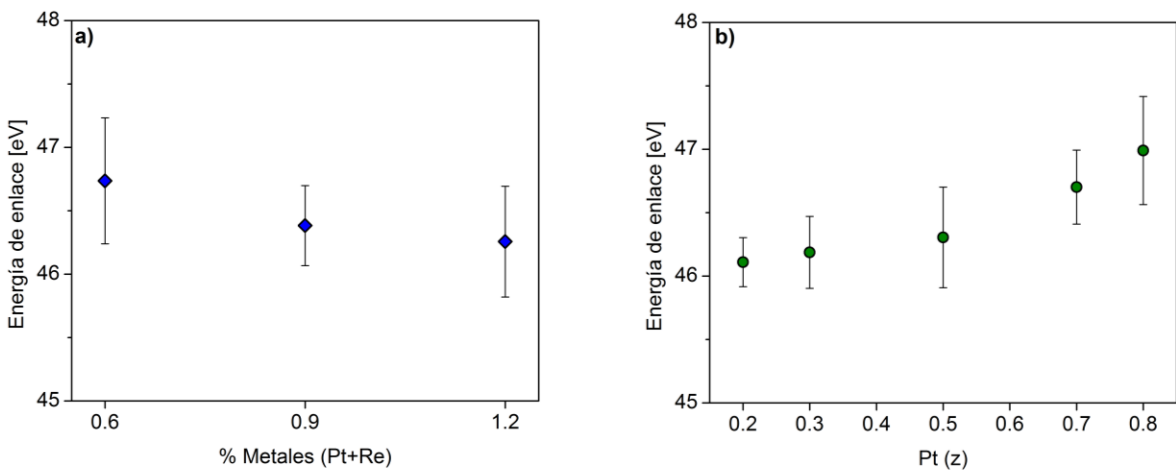 a)
48
47
46
45
Energía de enlace [eV]
0.6 0.9 1.2
% Metales (Pt+Re)
b)
48
47
46
45
Energía de enlace [eV]
0.2 0.3 0.4 0.5 0.6 0.7 0.8
Pt (z)